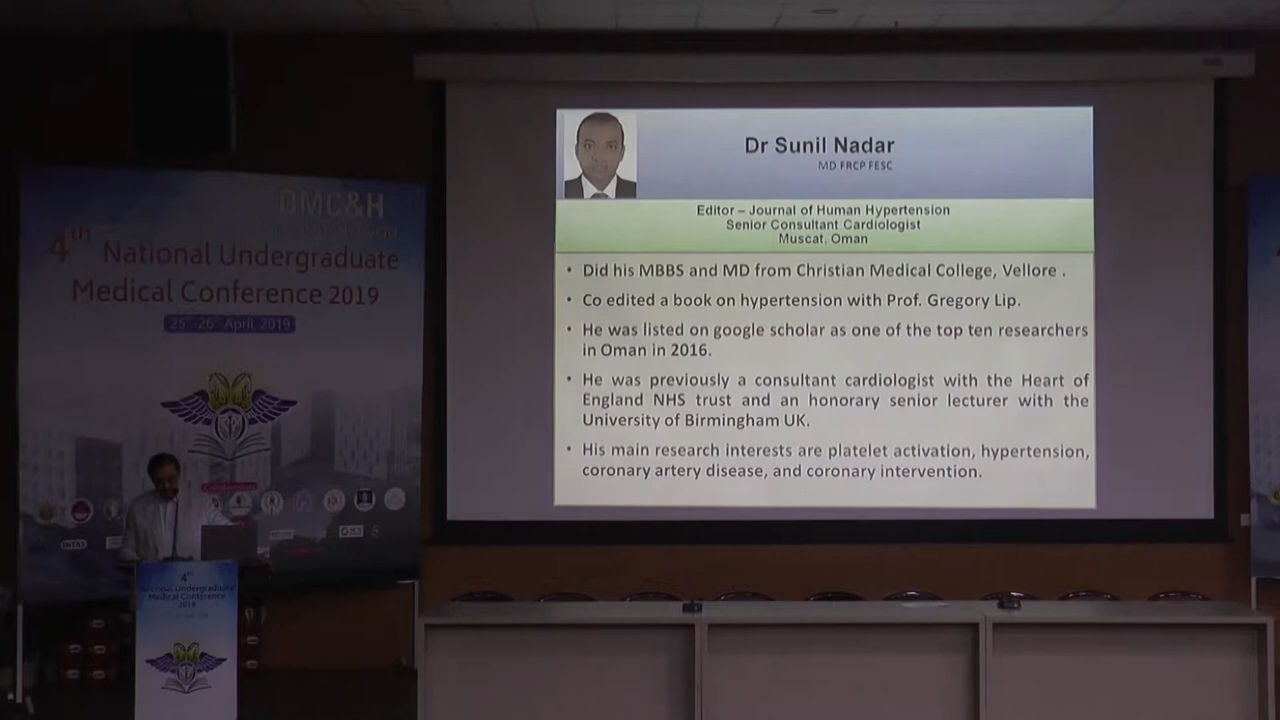 DMC&H
4th National Undergraduate
Medical Conference 2019
25th-26th April, 2019
INTAS
4th
National Undergraduate
Medical Conference
2019
Dr Sunil Nadar
MD FRCP FESC
Editor – Journal of Human Hypertension
Senior Consultant Cardiologist
Muscat, Oman
• Did his MBBS and MD from Christian Medical College, Vellore .
• Co edited a book on hypertension with Prof. Gregory Lip.
• He was listed on google scholar as one of the top ten researchers
in Oman in 2016.
• He was previously a consultant cardiologist with the Heart of
England NHS trust and an honorary senior lecturer with the
University of Birmingham UK.
• His main research interests are platelet activation, hypertension,
coronary artery disease, and coronary intervention.